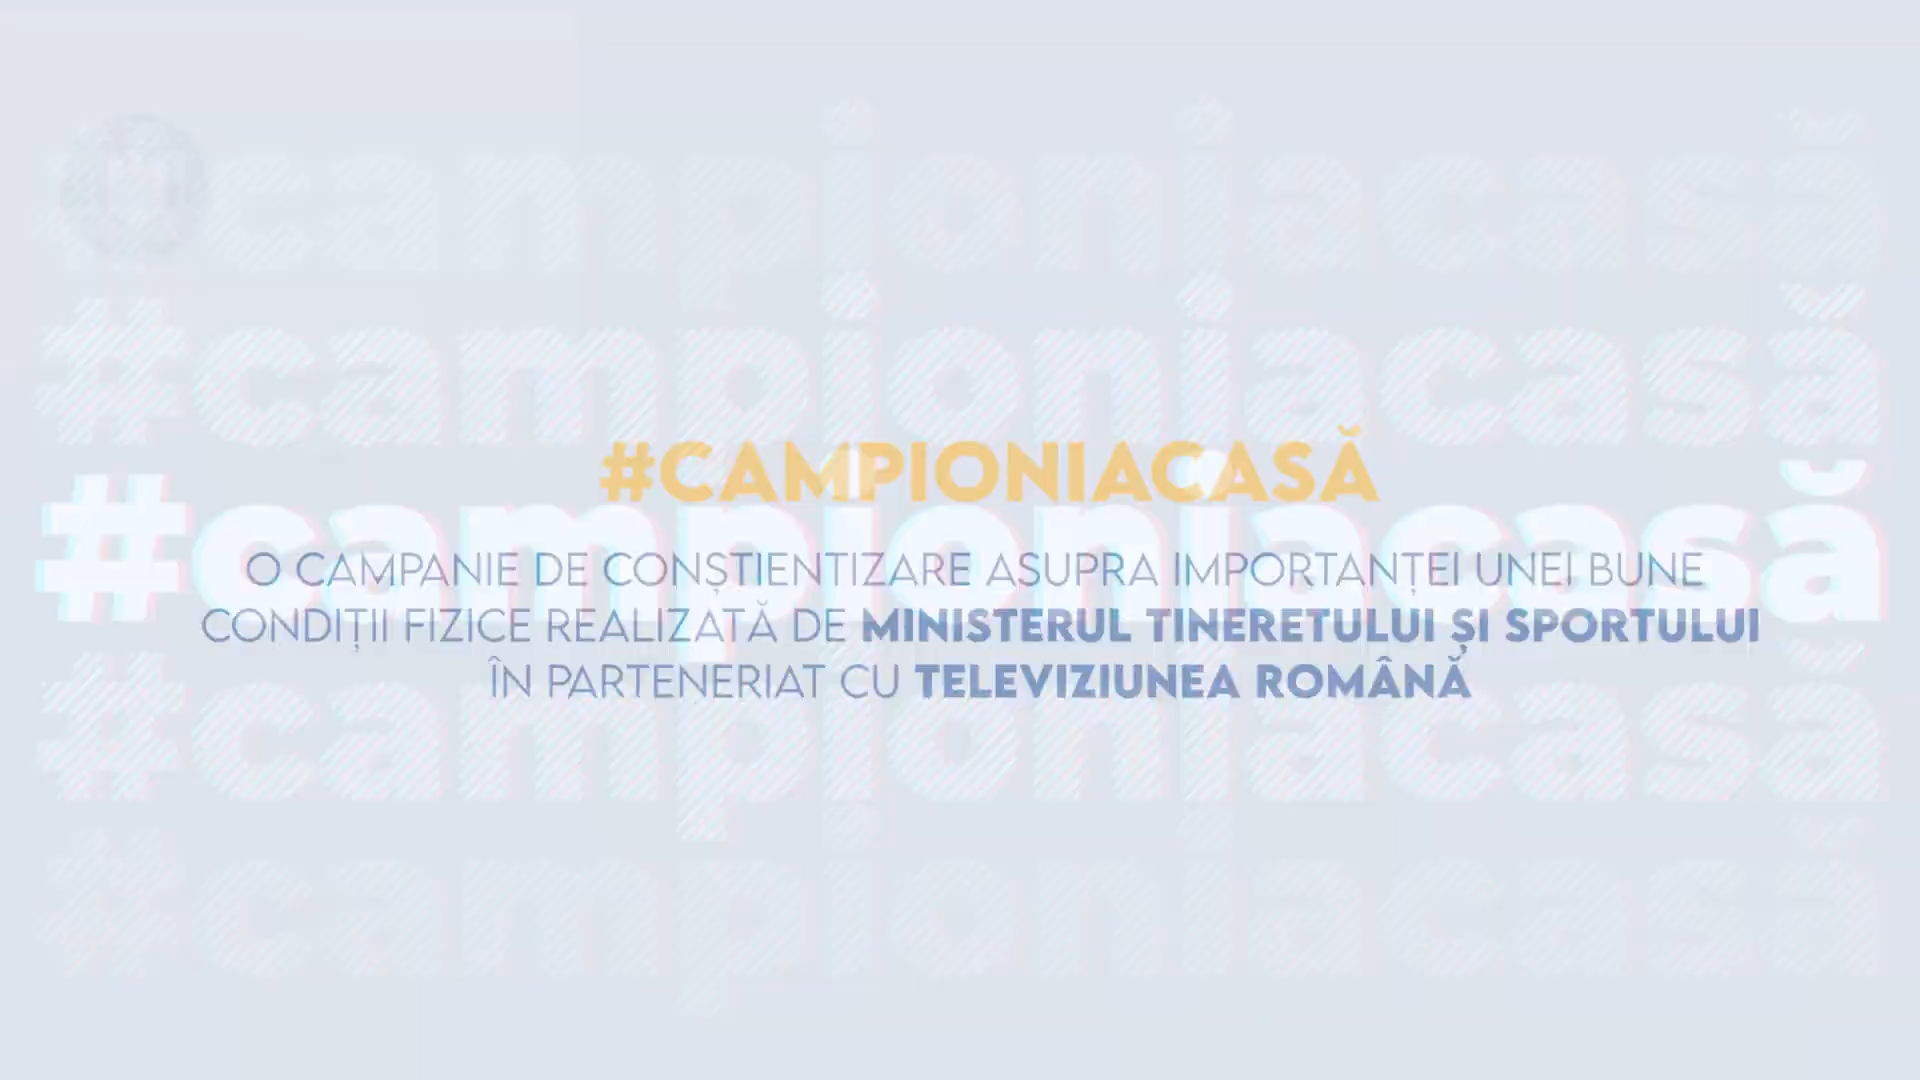 #campioniacasă
#campioniacasă
#CAMPIONIACASĂ
#campioniacasă
O CAMPANIE DE CONȘTIENTIZARE ASUPRA IMPORTANȚEI UNEI BUNE
CONDIȚII FIZICE REALIZATĂ DE MINISTERUL TINERETULUI ȘI SPORTULUI
ÎN PARTENERIAT CU TELEVIZIUNEA ROMÂNĂ
#campioniacasă
#campioniacasă